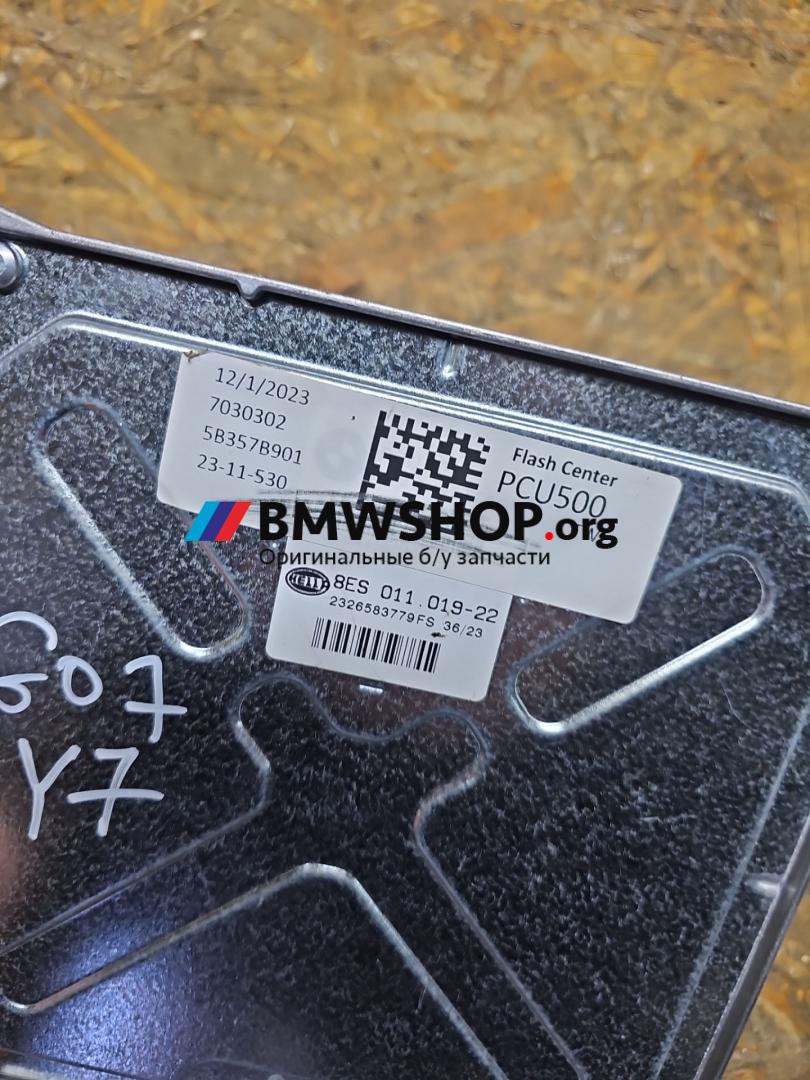 12/1/2023
7030302
5B357B901
23-11-530
Flash Center
PCU500
BMWSHOP.org
Оригинальные б/у запчасти
HELLA 8ES 011.019-22
2326583779FS 36/23
G07
Y7